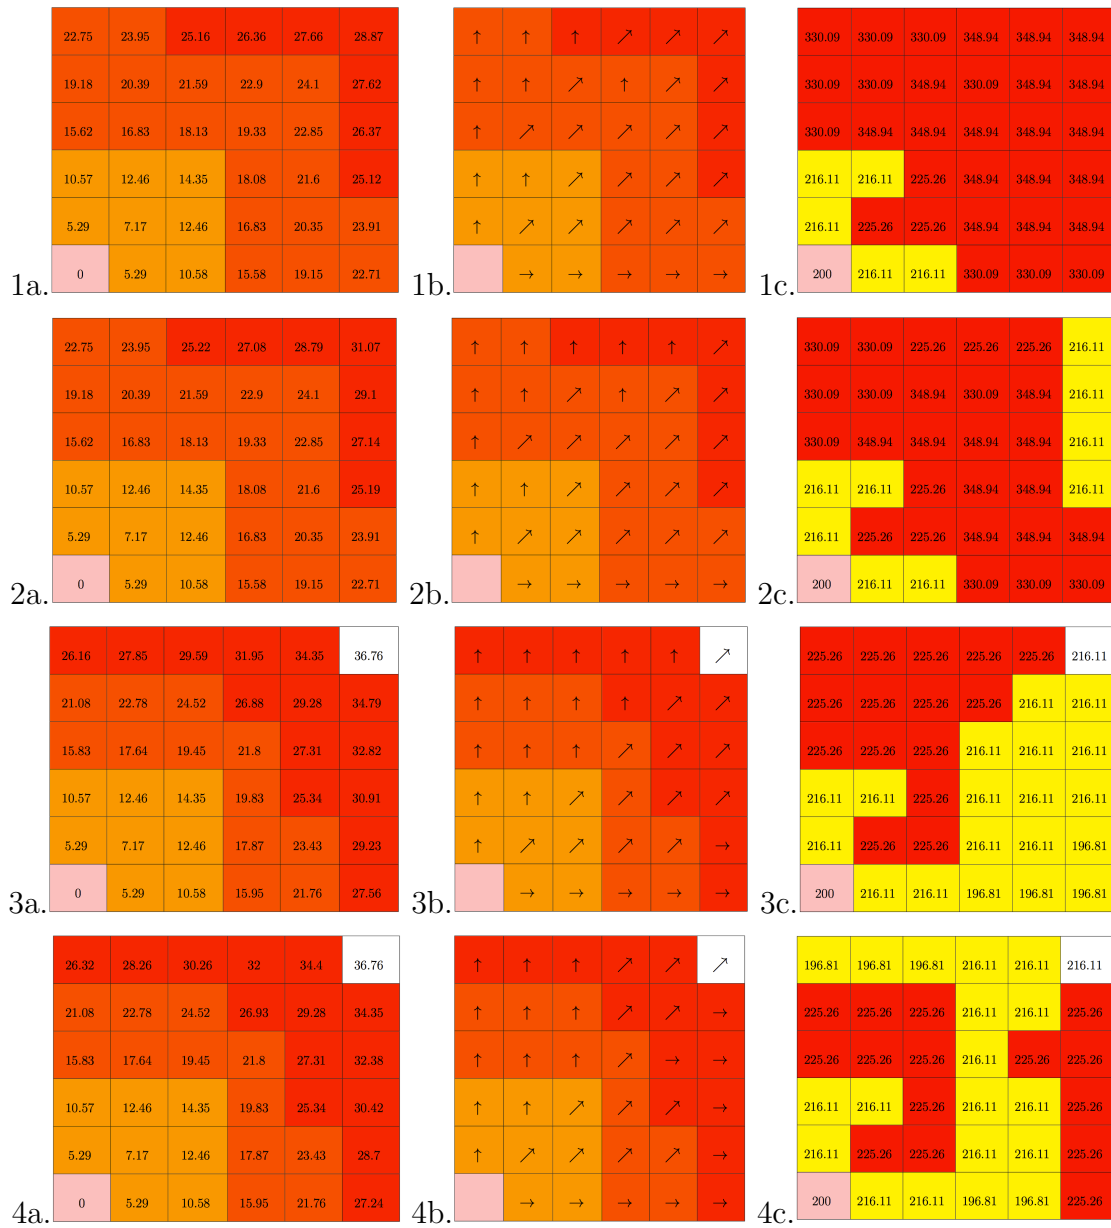 22.75 23.95 25.16 26.36 27.66 28.87 ↑ ↑ ↑ ↗ ↗ ↗ 330.09 330.09 330.09 348.94 348.94 348.94
19.18 20.39 21.59 22.9 24.1 27.62 ↑ ↑ ↗ ↑ ↗ ↗ 330.09 330.09 348.94 330.09 348.94 348.94
15.62 16.83 18.13 19.33 22.85 26.37 ↑ ↗ ↗ ↗ ↗ ↗ 330.09 348.94 348.94 348.94 348.94 348.94
10.57 12.46 14.35 18.08 21.6 25.12 ↑ ↑ ↗ ↗ ↗ ↗ 216.11 216.11 225.26 348.94 348.94 348.94
5.29 7.17 12.46 16.83 20.35 23.91 ↑ ↗ ↗ ↗ ↗ ↗ 216.11 225.26 225.26 348.94 348.94 348.94
1a. 0 5.29 10.58 15.58 19.15 22.71 1b. → → → → → 1c. 200 216.11 216.11 330.09 330.09 330.09
22.75 23.95 25.22 27.08 28.79 31.07 ↑ ↑ ↑ ↑ ↑ ↗ 330.09 330.09 225.26 225.26 225.26 216.11
19.18 20.39 21.59 22.9 24.1 29.1 ↑ ↑ ↗ ↑ ↗ ↗ 330.09 330.09 348.94 330.09 348.94 216.11
15.62 16.83 18.13 19.33 22.85 27.14 ↑ ↗ ↗ ↗ ↗ ↗ 330.09 348.94 348.94 348.94 348.94 216.11
10.57 12.46 14.35 18.08 21.6 25.19 ↑ ↑ ↗ ↗ ↗ ↗ 216.11 216.11 225.26 348.94 348.94 216.11
5.29 7.17 12.46 16.83 20.35 23.91 ↑ ↗ ↗ ↗ ↗ ↗ 216.11 225.26 225.26 348.94 348.94 348.94
2a. 0 5.29 10.58 15.58 19.15 22.71 2b. → → → → → 2c. 200 216.11 216.11 330.09 330.09 330.09
26.16 27.85 29.59 31.95 34.35 36.76 ↑ ↑ ↑ ↑ ↑ ↗ 225.26 225.26 225.26 225.26 225.26 216.11
21.08 22.78 24.52 26.88 29.28 34.79 ↑ ↑ ↑ ↑ ↗ ↗ 225.26 225.26 225.26 225.26 216.11 216.11
15.83 17.64 19.45 21.8 27.31 32.82 ↑ ↑ ↑ ↗ ↗ ↗ 225.26 225.26 225.26 216.11 216.11 216.11
10.57 12.46 14.35 19.83 25.34 30.91 ↑ ↑ ↗ ↗ ↗ ↗ 216.11 216.11 225.26 216.11 216.11 216.11
5.29 7.17 12.46 17.87 23.43 29.23 ↑ ↗ ↗ ↗ ↗ → 216.11 225.26 225.26 216.11 216.11 196.81
3a. 0 5.29 10.58 15.95 21.76 27.56 3b. → → → → → 3c. 200 216.11 216.11 196.81 196.81 196.81
26.32 28.26 30.26 32 34.4 36.76 ↑ ↑ ↑ ↗ ↗ ↗ 196.81 196.81 196.81 216.11 216.11 216.11
21.08 22.78 24.52 26.93 29.28 34.35 ↑ ↑ ↑ ↗ ↗ → 225.26 225.26 225.26 216.11 216.11 225.26
15.83 17.64 19.45 21.8 27.31 32.38 ↑ ↑ ↑ ↗ → → 225.26 225.26 225.26 216.11 225.26 225.26
10.57 12.46 14.35 19.83 25.34 30.42 ↑ ↑ ↗ ↗ ↗ → 216.11 216.11 225.26 216.11 216.11 225.26
5.29 7.17 12.46 17.87 23.43 28.7 ↑ ↗ ↗ ↗ ↗ → 216.11 225.26 225.26 216.11 216.11 225.26
4a. 0 5.29 10.58 15.95 21.76 27.24 4b. → → → → → 4c. 200 216.11 216.11 196.81 196.81 225.26